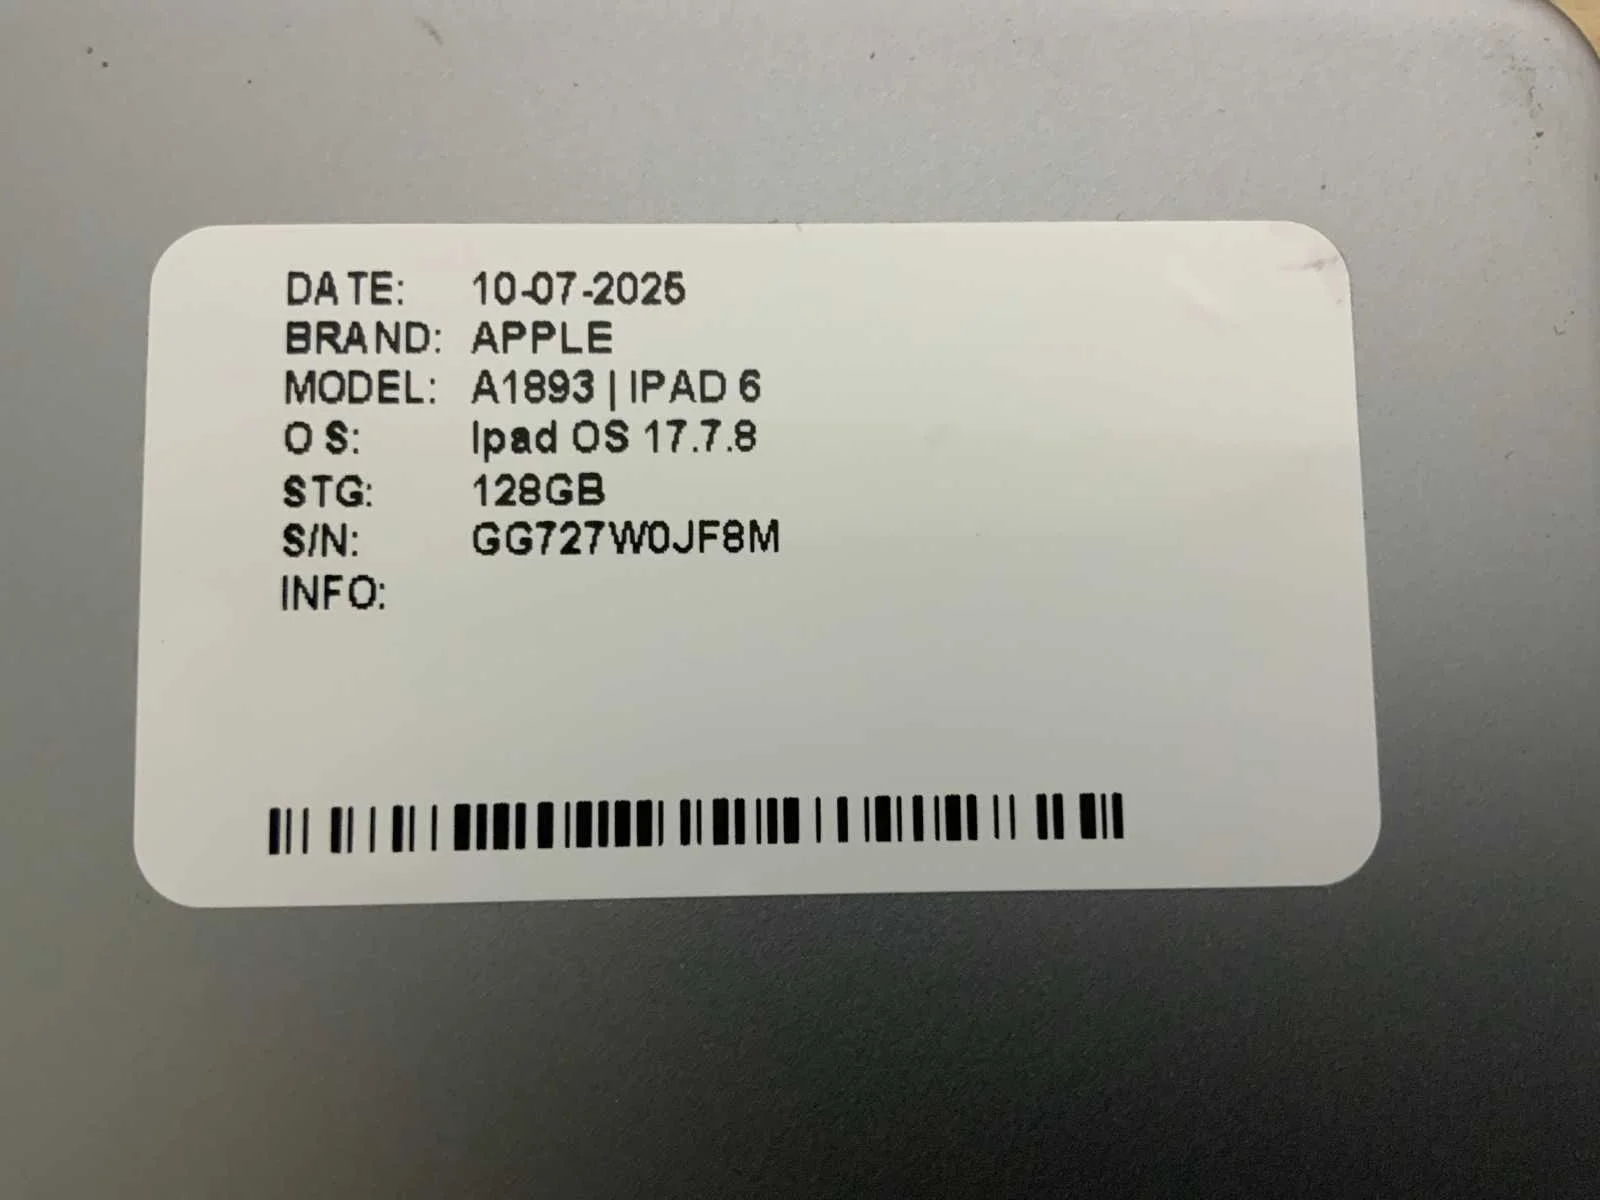 DATE: 10-07-2025
BRAND: APPLE
MODEL: A1893 | IPAD 6
OS: Ipad OS 17.7.8
STG: 128GB
S/N: GG727W0JF8M
INFO: